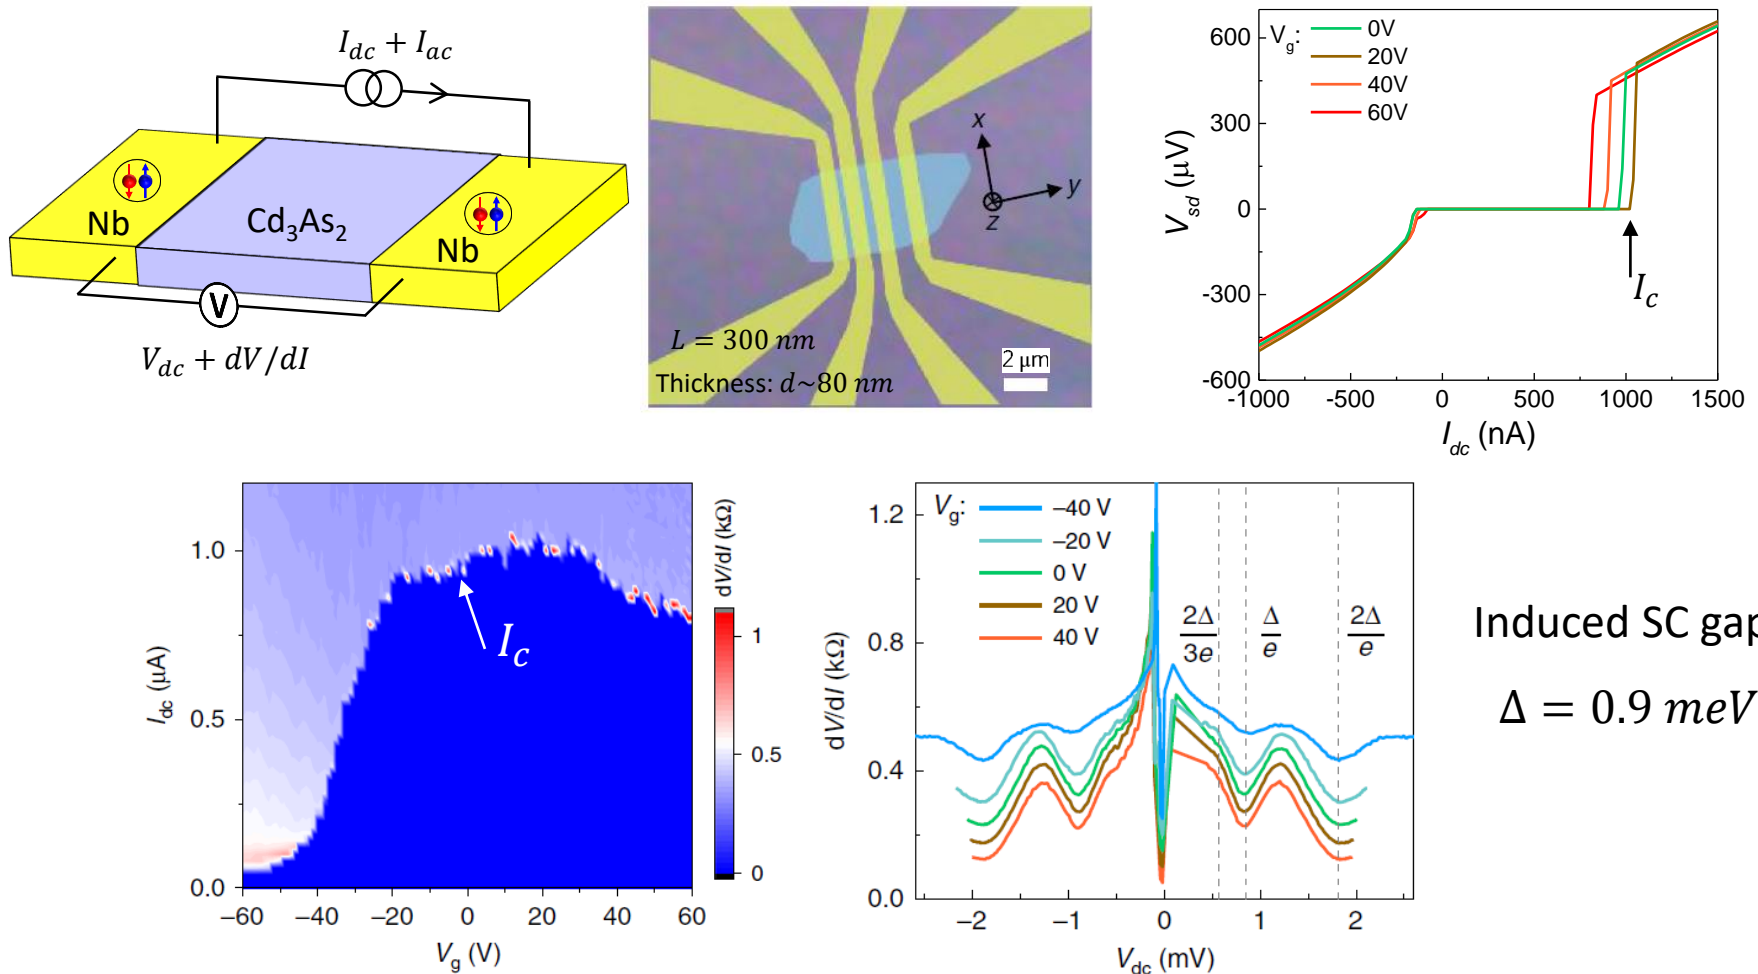 I_dc + I_ac
Nb
Cd₃As₂
Nb
V
V_dc + dV/dI
x
y
z
L = 300 nm
Thickness: d~80 nm
2 μm
V_sd (μV)
600
300
0
-300
-600
V_g:
0V
20V
40V
60V
I_c
-1000
-500
0
500
1000
1500
I_dc (nA)
I_dc (μA)
1.0
0.5
0.0
I_c
−60
−40
−20
0
20
40
60
V_g (V)
dV/dI (kΩ)
1
0.5
0
dV/dI (kΩ)
1.2
0.8
0.4
0.0
V_g:
−40 V
−20 V
0 V
20 V
40 V
2Δ/3e
Δ/e
2Δ/e
−2
−1
0
1
2
V_dc (mV)
Induced SC gap
Δ = 0.9 meV